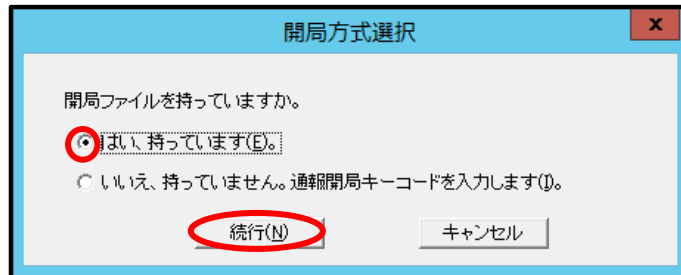 開局方式選択
x
開局ファイルを持っていますか。
はい、持っています(E)。
いいえ、持っていません。通報開局キーコードを入力します(I)。
続行(N) キャンセル